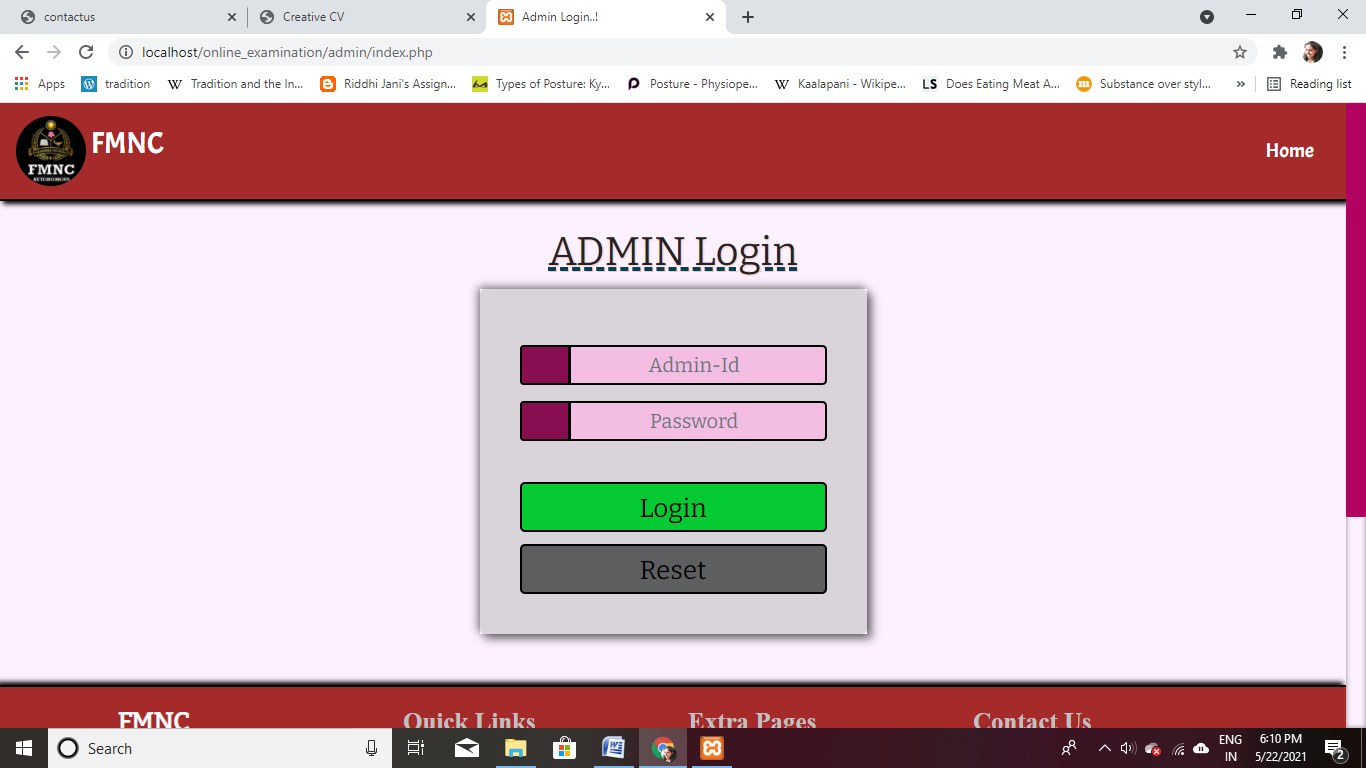 contactus
Creative CV
Admin Login..!
localhost/online_examination/admin/index.php
Apps
tradition
Tradition and the In...
Riddhi Jani's Assign...
Types of Posture: Ky...
Posture - Physiope...
Kaalapani - Wikipe...
LS Does Eating Meat A...
Substance over styl...
»
Reading list
FMNC
AUTONOMOUS
FMNC
Home
ADMIN Login
Admin-Id
Password
Login
Reset
FMNC
Quick Links
Extra Pages
Contact Us
Search
ENG
IN
6:10 PM
5/22/2021
2